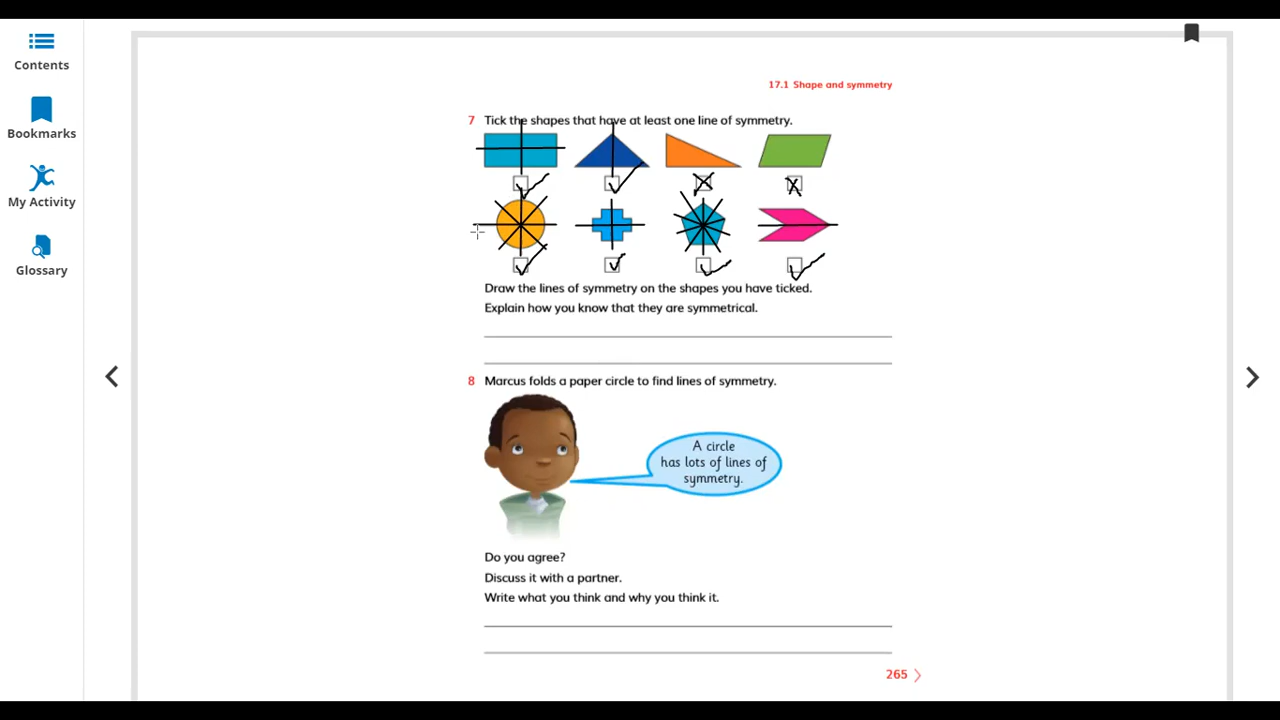 Contents
Bookmarks
My Activity
Glossary
17.1 Shape and symmetry
7 Tick the shapes that have at least one line of symmetry.
Draw the lines of symmetry on the shapes you have ticked.
Explain how you know that they are symmetrical.
8 Marcus folds a paper circle to find lines of symmetry.
A circle
has lots of lines of
symmetry.
Do you agree?
Discuss it with a partner.
Write what you think and why you think it.
265